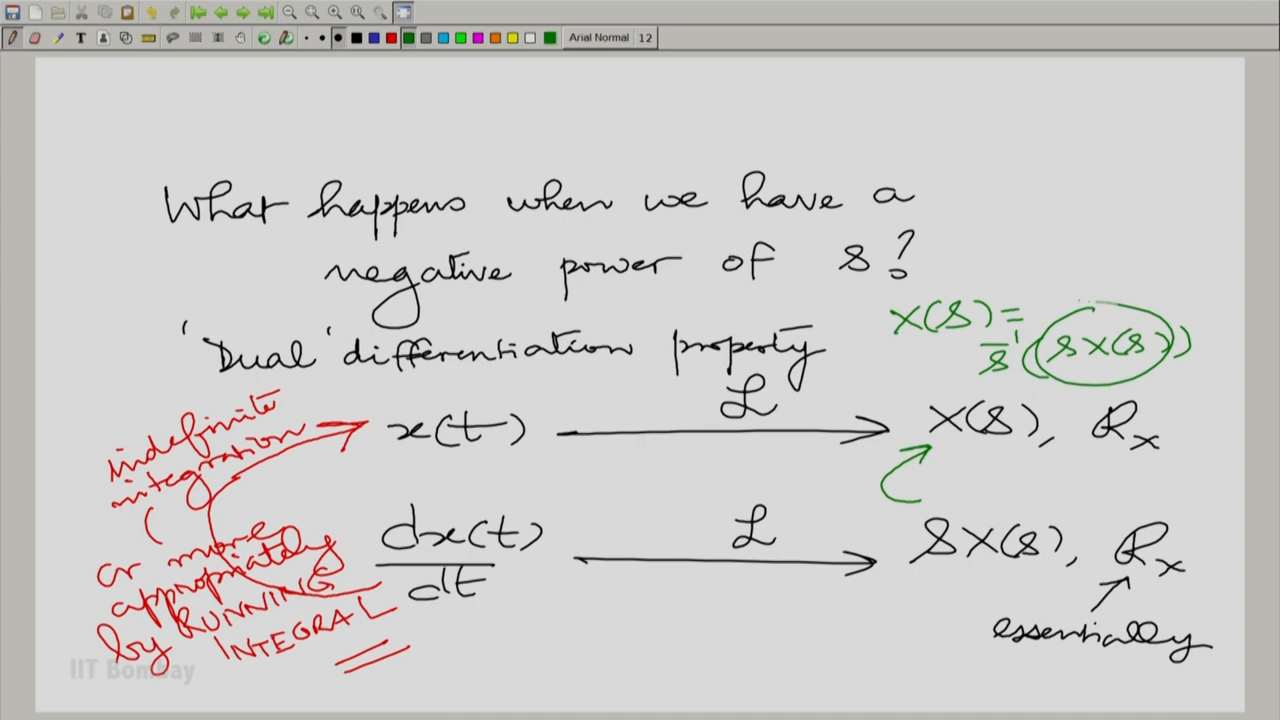 Arial Normal 12
What happens when we have a
negative power of s?
'Dual' differentiation property
X(s) =
s⁻¹ (sX(s))
indefinite
integration
(
or more
appropriately
by RUNNING
INTEGRAL
x(t) ℒ X(s), Rx
dx(t)
dt
ℒ sX(s), Rx
essentially
IIT Bombay